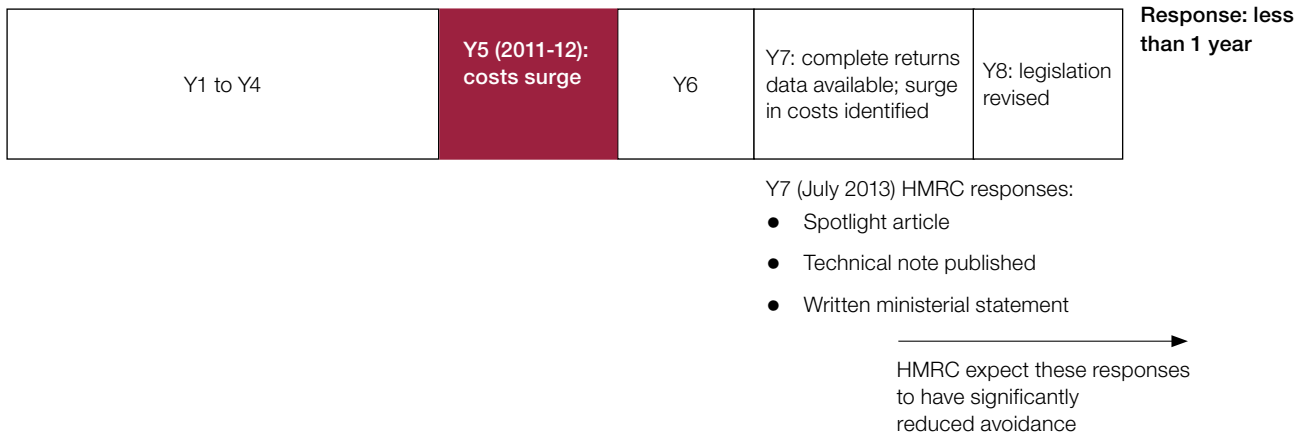 Response: less
than 1 year
Y1 to Y4
Y5 (2011-12):
costs surge
Y6
Y7: complete returns
data available; surge
in costs identified
Y8: legislation
revised
Y7 (July 2013) HMRC responses:
● Spotlight article
● Technical note published
● Written ministerial statement
HMRC expect these responses
to have significantly
reduced avoidance